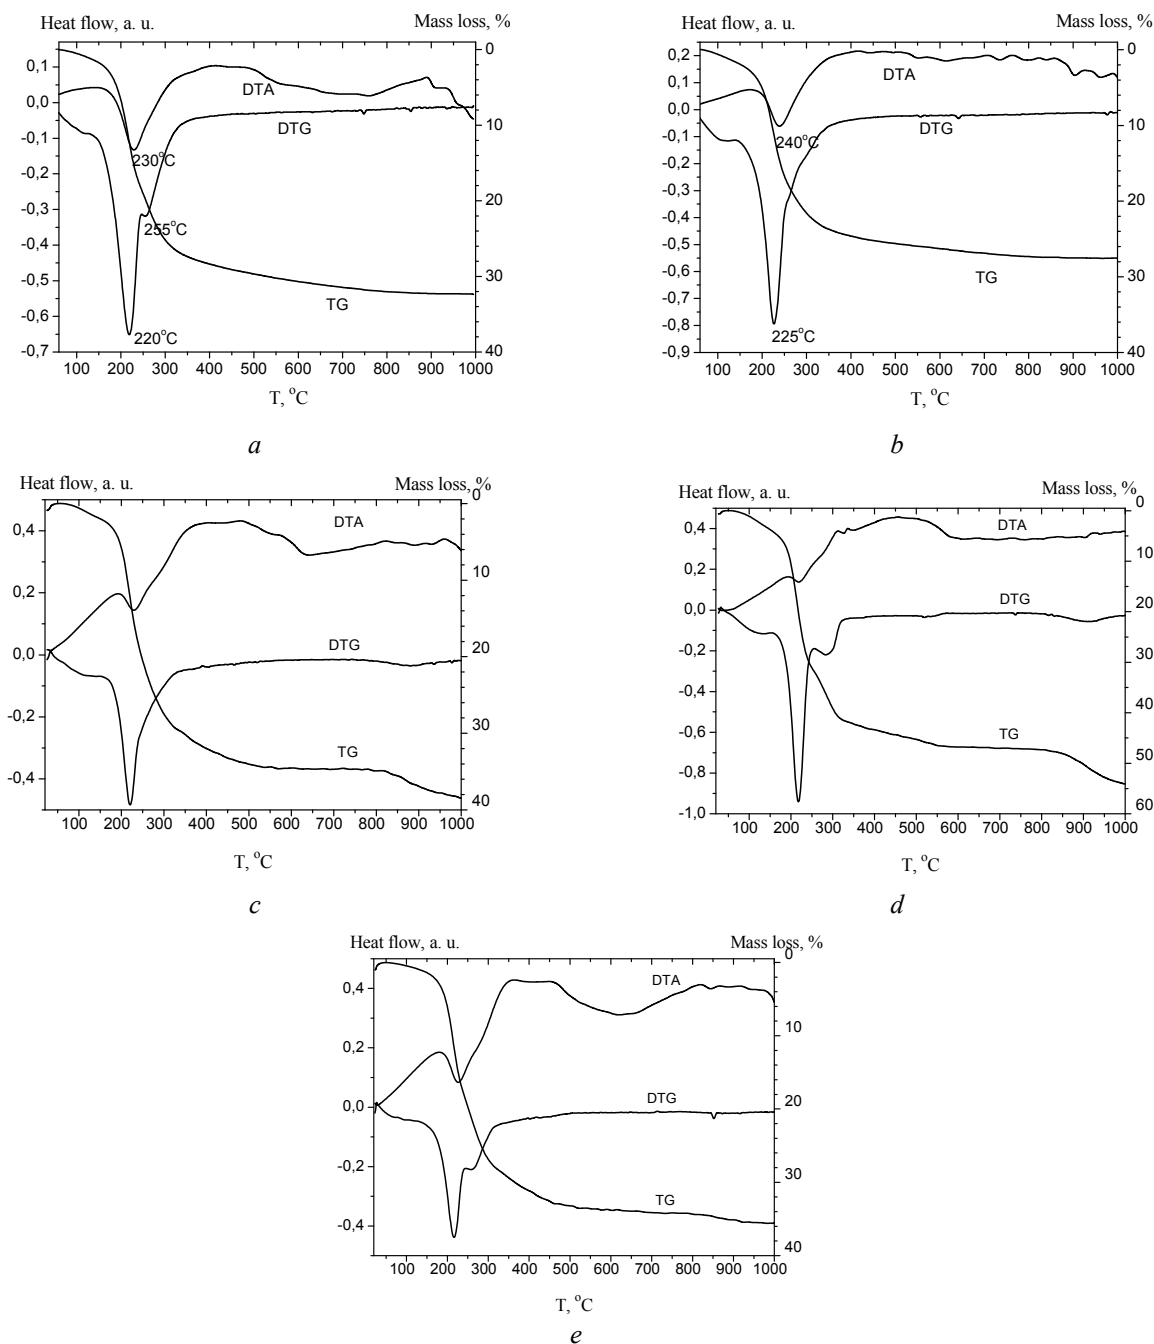 Heat flow, a. u.
Mass loss, %
0,1
0,0
-0,1
-0,2
-0,3
-0,4
-0,5
-0,6
-0,7
0
10
20
30
40
DTA
DTG
230°C
255°C
TG
220°C
100 200 300 400 500 600 700 800 900 1000
T, °C
a
Heat flow, a. u.
Mass loss, %
0,2
0,1
0,0
-0,1
-0,2
-0,3
-0,4
-0,5
-0,6
-0,7
-0,8
-0,9
0
10
20
30
40
DTA
DTG
240°C
TG
225°C
100 200 300 400 500 600 700 800 900 1000
T, °C
b
Heat flow, a. u.
Mass loss, %
0,4
0,2
0,0
-0,2
-0,4
0
10
20
30
40
DTA
DTG
TG
100 200 300 400 500 600 700 800 900 1000
T, °C
c
Heat flow, a. u.
Mass loss, %
0,4
0,2
0,0
-0,2
-0,4
-0,6
-0,8
-1,0
0
10
20
30
40
50
60
DTA
DTG
TG
100 200 300 400 500 600 700 800 900 1000
T, °C
d
Heat flow, a. u.
Mass loss, %
0,4
0,2
0,0
-0,2
-0,4
0
10
20
30
40
DTA
DTG
TG
100 200 300 400 500 600 700 800 900 1000
T, °C
e